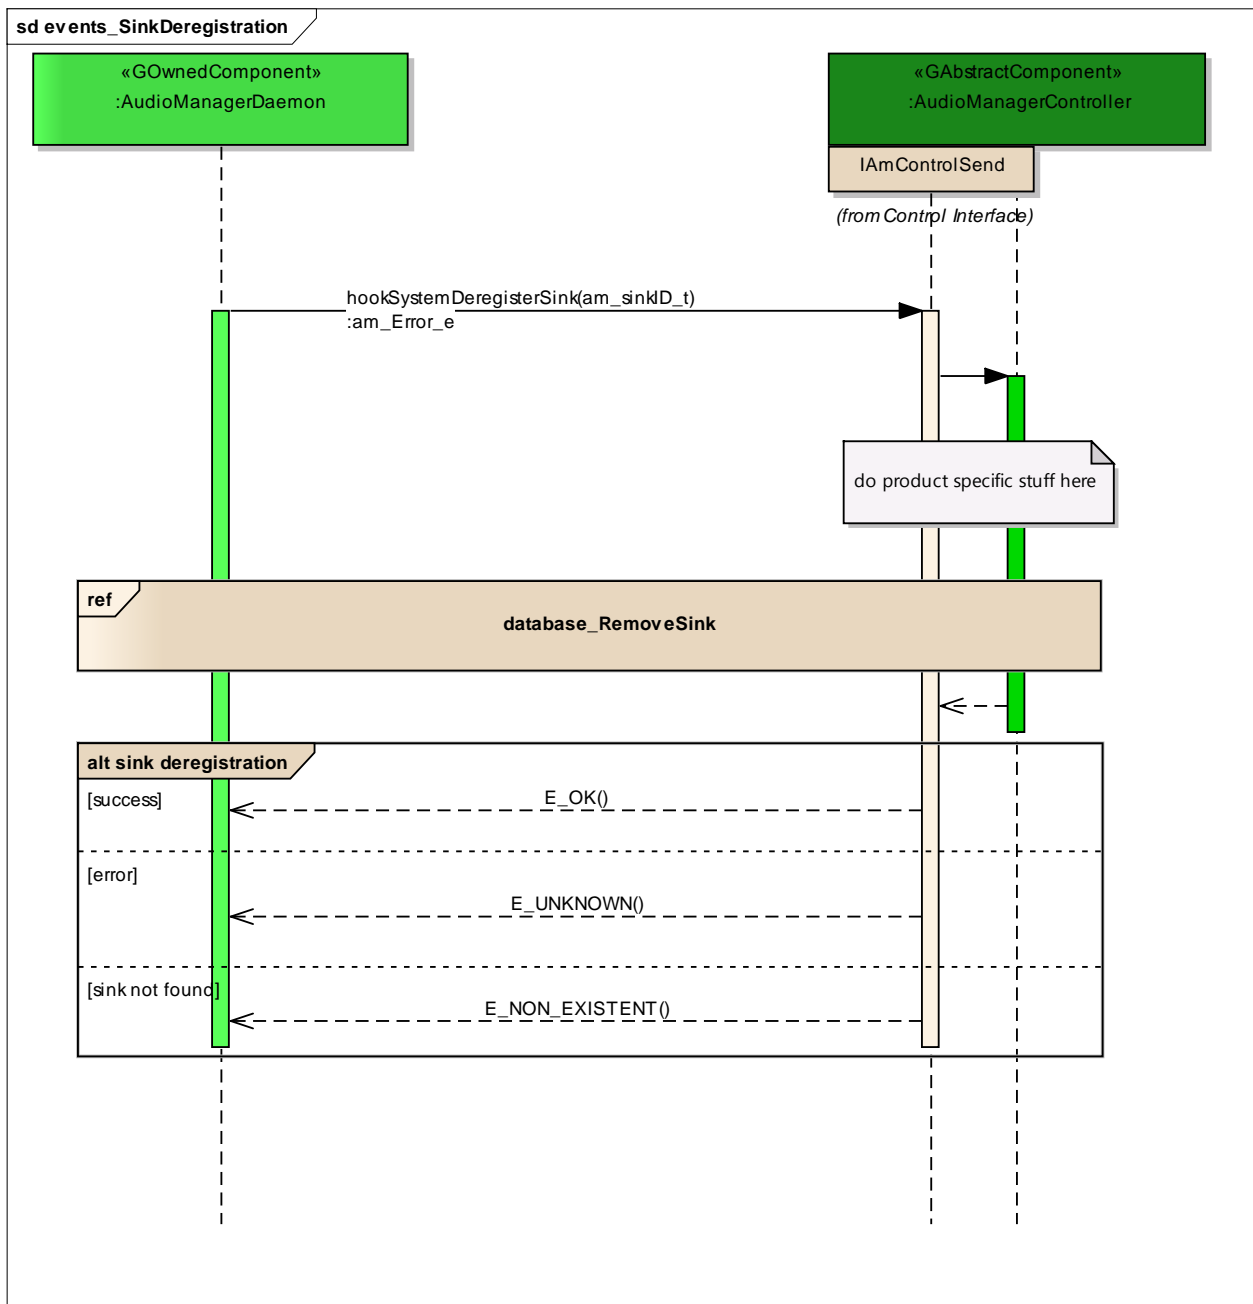 sd events_SinkDeregistration
«GOwnedComponent»
:AudioManagerDaemon
«GAbstractComponent»
:AudioManagerController
IAmControlSend
(from Control Interface)
hookSystemDeregisterSink(am_sinkID_t)
:am_Error_e
do product specific stuff here
ref
database_RemoveSink
alt sink deregistration
[success]
E_OK()
[error]
E_UNKNOWN()
[sink not found]
E_NON_EXISTENT()